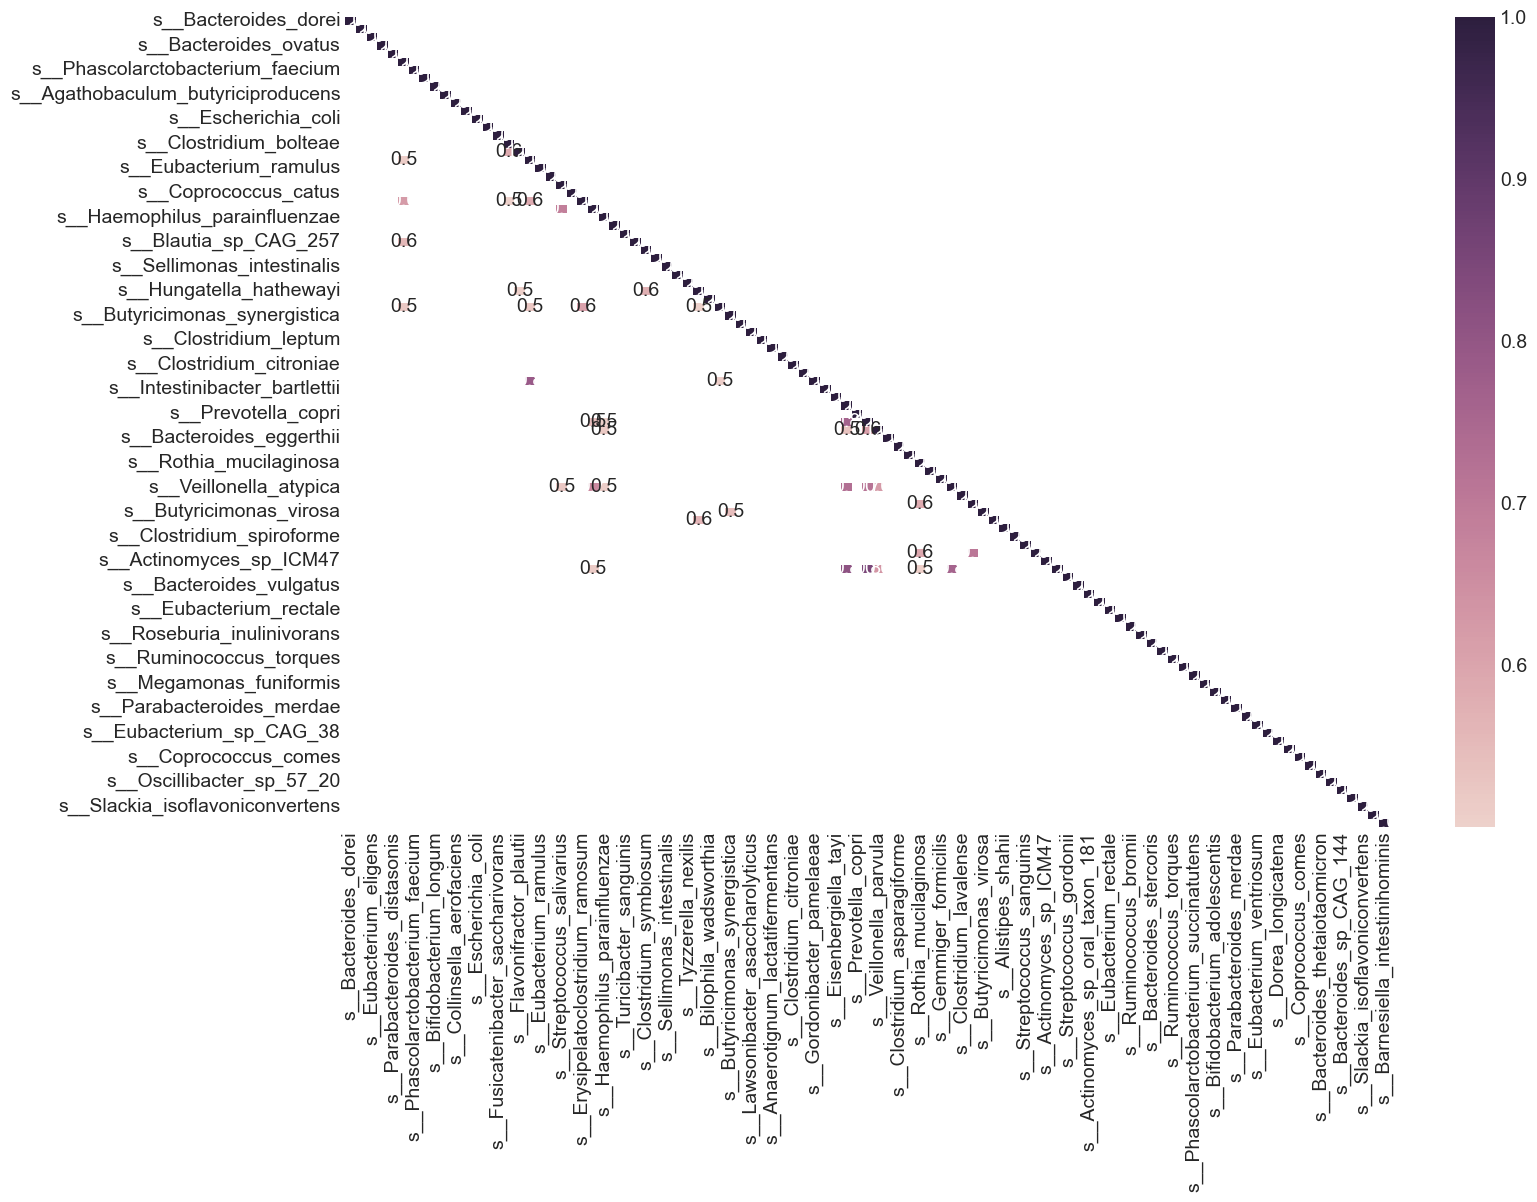 s__Bacteroides_dorei
s__Bacteroides_ovatus
s__Phascolarctobacterium_faecium
s__Agathobaculum_butyriciproducens
s__Escherichia_coli
s__Clostridium_bolteae
s__Eubacterium_ramulus
s__Coprococcus_catus
s__Haemophilus_parainfluenzae
s__Blautia_sp_CAG_257
s__Sellimonas_intestinalis
s__Hungatella_hathewayi
s__Butyricimonas_synergistica
s__Clostridium_leptum
s__Clostridium_citroniae
s__Intestinibacter_bartlettii
s__Prevotella_copri
s__Bacteroides_eggerthii
s__Rothia_mucilaginosa
s__Veillonella_atypica
s__Butyricimonas_virosa
s__Clostridium_spiroforme
s__Actinomyces_sp_ICM47
s__Bacteroides_vulgatus
s__Eubacterium_rectale
s__Roseburia_inulinivorans
s__Ruminococcus_torques
s__Megamonas_funiformis
s__Parabacteroides_merdae
s__Eubacterium_sp_CAG_38
s__Coprococcus_comes
s__Oscillibacter_sp_57_20
s__Slackia_isoflavoniconvertens
0.5
0.5 0.6
0.6
0.5 0.6
0.5 0.5 0.6 0.5
0.5
0.5
0.5 0.5
0.6
0.5
0.6
0.6
0.5 0.5
s__Bacteroides_dorei
s__Eubacterium_eligens
s__Parabacteroides_distasonis
s__Phascolarctobacterium_faecium
s__Bifidobacterium_longum
s__Collinsella_aerofaciens
s__Escherichia_coli
s__Fusicatenibacter_saccharivorans
s__Flavonifractor_plautii
s__Eubacterium_ramulus
s__Streptococcus_salivarius
s__Erysipelatoclostridium_ramosum
s__Haemophilus_parainfluenzae
s__Turicibacter_sanguinis
s__Clostridium_symbiosum
s__Sellimonas_intestinalis
s__Tyzzerella_nexilis
s__Bilophila_wadsworthia
s__Butyricimonas_synergistica
s__Lawsonibacter_asaccharolyticus
s__Anaerotignum_lactatifermentans
s__Clostridium_citroniae
s__Gordonibacter_pamelaeae
s__Eisenbergiella_tayi
s__Prevotella_copri
s__Veillonella_parvula
s__Clostridium_asparagiforme
s__Rothia_mucilaginosa
s__Gemmiger_formicilis
s__Clostridium_lavalense
s__Butyricimonas_virosa
s__Alistipes_shahii
s__Streptococcus_sanguinis
s__Actinomyces_sp_ICM47
s__Streptococcus_gordonii
s__Actinomyces_sp_oral_taxon_181
s__Eubacterium_rectale
s__Ruminococcus_bromii
s__Bacteroides_stercoris
s__Ruminococcus_torques
s__Phascolarctobacterium_succinatutens
s__Bifidobacterium_adolescentis
s__Parabacteroides_merdae
s__Eubacterium_ventriosum
s__Dorea_longicatena
s__Coprococcus_comes
s__Bacteroides_thetaiotaomicron
s__Bacteroides_sp_CAG_144
s__Slackia_isoflavoniconvertens
s__Barnesiella_intestinihominis
1.0
0.9
0.8
0.7
0.6